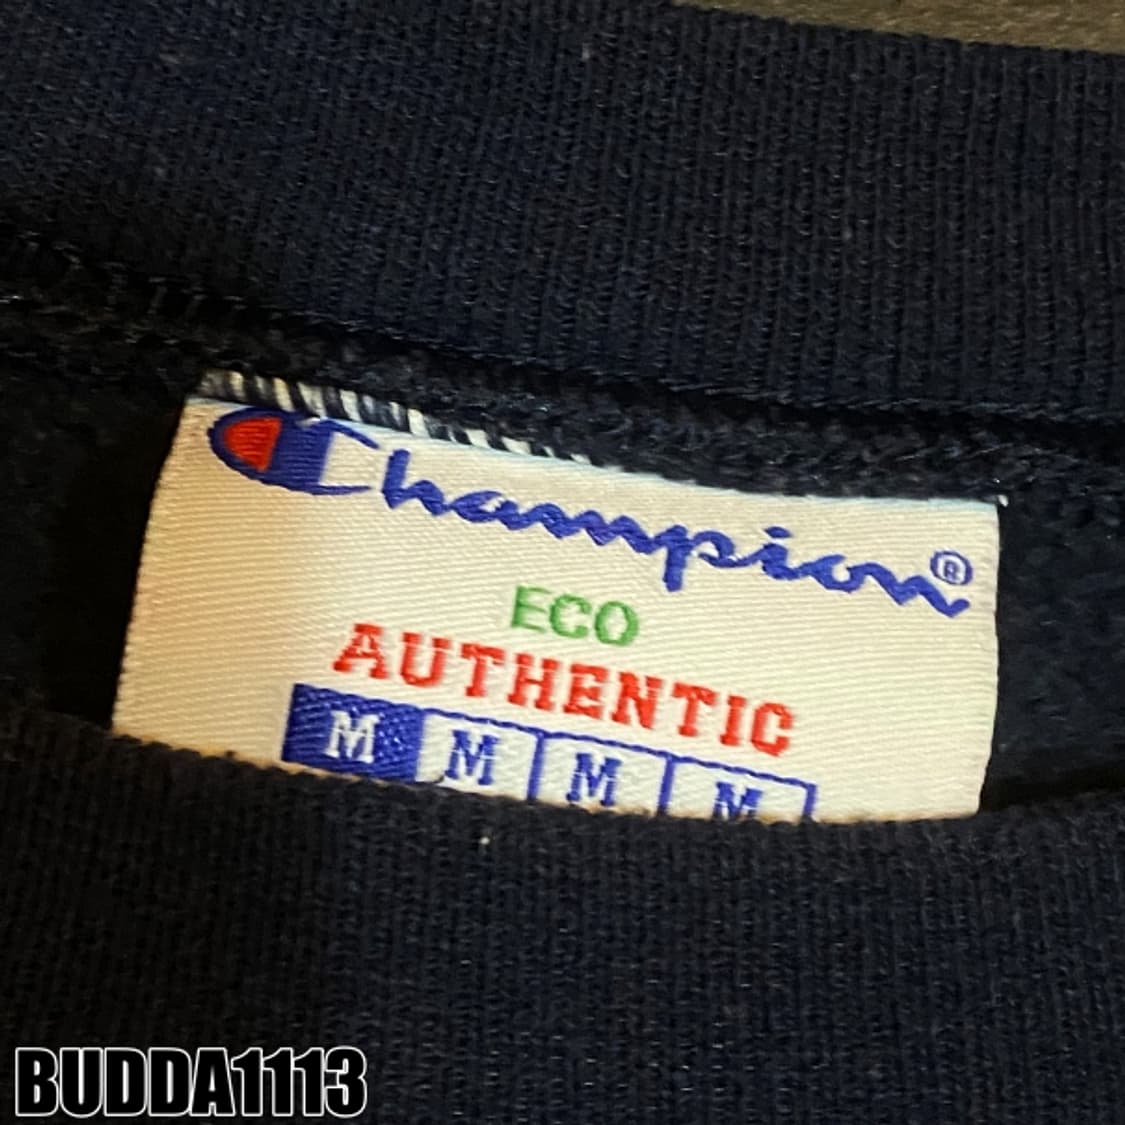 Champion®
ECO
AUTHENTIC
M M M M
BUDDA1113